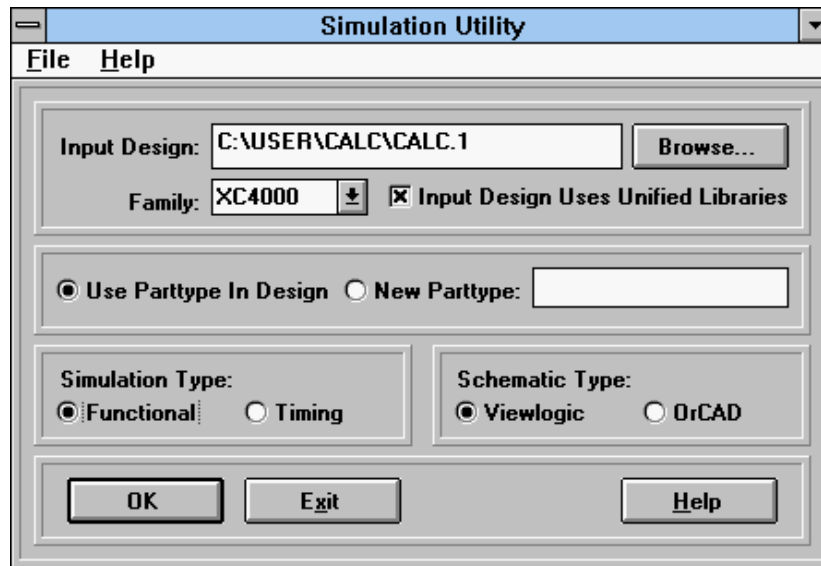 Simulation Utility
File Help
Input Design: C:\USER\CALC\CALC.1 Browse...
Family: XC4000 Input Design Uses Unified Libraries
Use Parttype In Design New Parttype:
Simulation Type: Schematic Type:
Functional Timing Viewlogic OrCAD
OK Exit Help